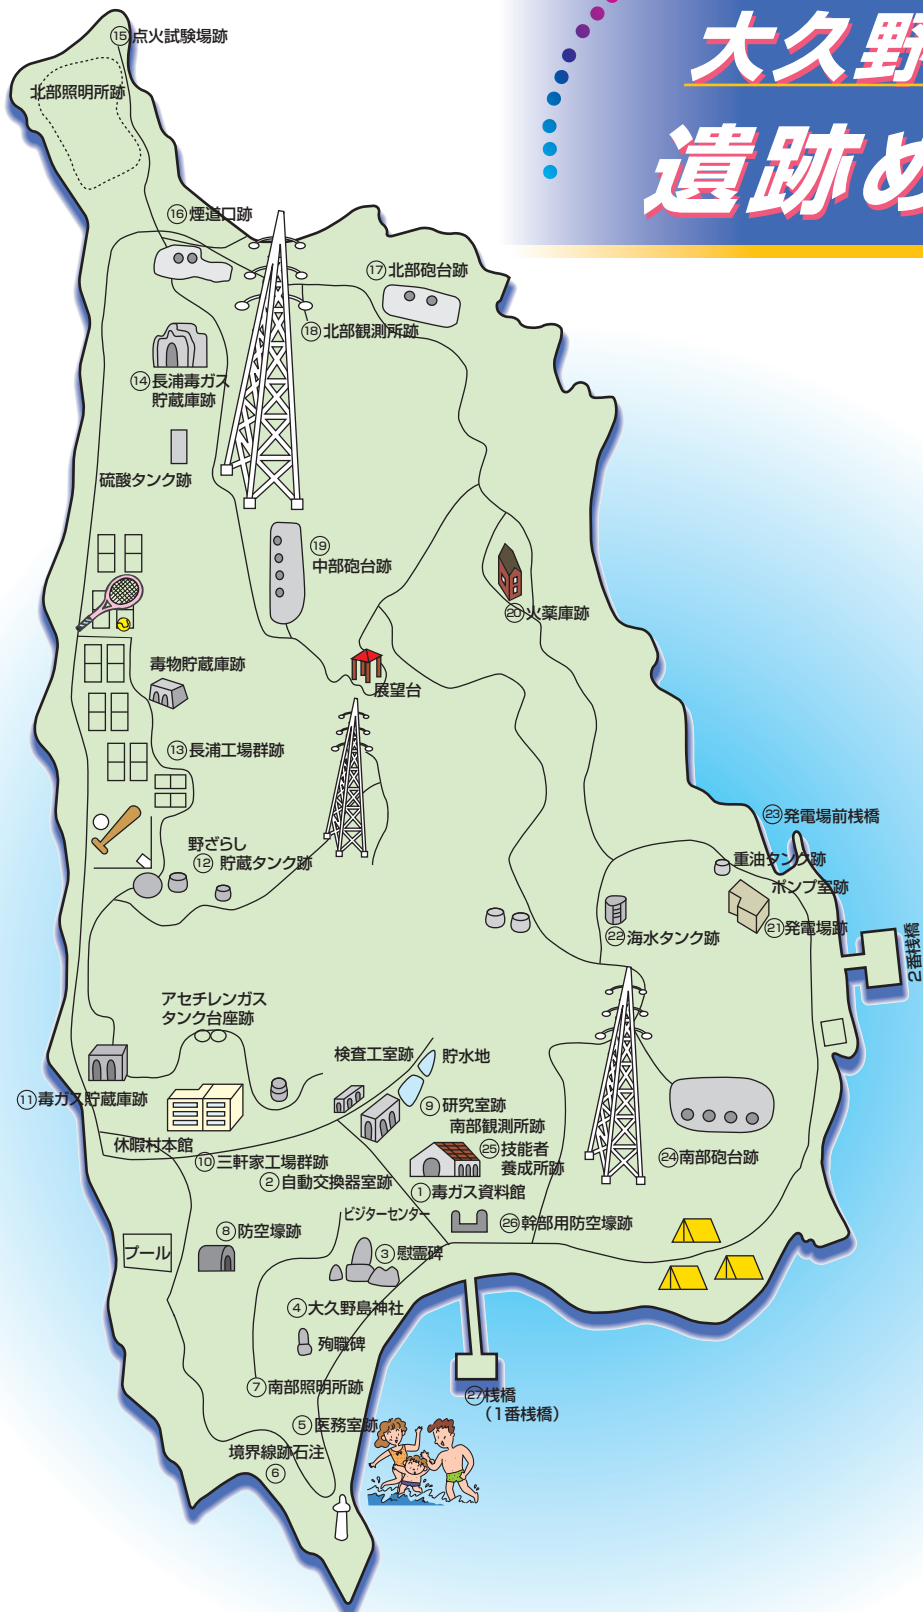 大久野
遺跡め
⑮点火試験場跡
北部照明所跡
⑯煙道口跡
⑰北部砲台跡
⑱北部観測所跡
⑭長浦毒ガス
貯蔵庫跡
硫酸タンク跡
⑲
中部砲台跡
⑳火薬庫跡
毒物貯蔵庫跡
展望台
⑬長浦工場群跡
㉓発電場前桟橋
野ざらし
⑫貯蔵タンク跡
重油タンク跡
ポンプ室跡
㉑発電場跡
㉒海水タンク跡
2番桟橋
アセチレンガス
タンク台座跡
検査工室跡
貯水地
⑪毒ガス貯蔵庫跡
⑨研究室跡
南部観測所跡
休暇村本館
㉕技能者
養成所跡
㉔南部砲台跡
⑩三軒家工場群跡
②自動交換器室跡
①毒ガス資料館
ビジターセンター
㉖幹部用防空壕跡
⑧防空壕跡
プール
③慰霊碑
④大久野島神社
殉職碑
⑦南部照明所跡
㉗桟橋
(1番桟橋)
⑤医務室跡
境界線跡石注
⑥